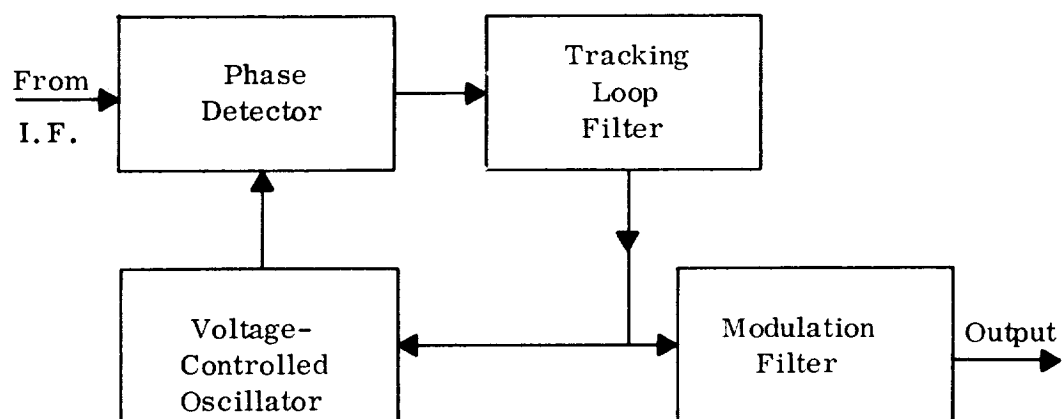 From
I.F.
Phase
Detector
Tracking
Loop
Filter
Voltage-
Controlled
Oscillator
Modulation
Filter
Output